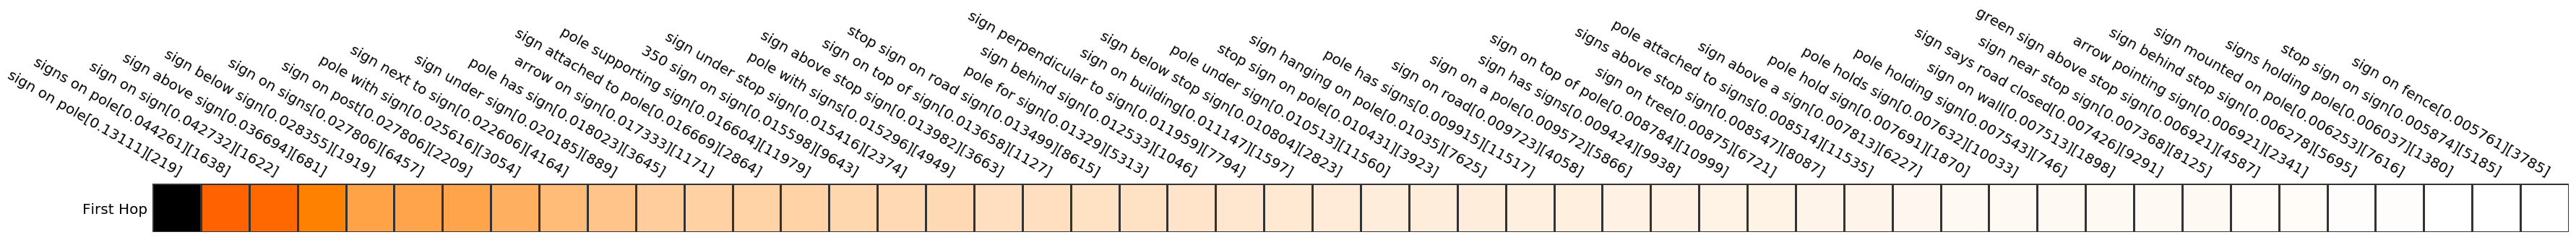 sign on pole[0.13111][219]
signs on pole[0.044261][1638]
sign on sign[0.042732][1622]
sign above sign[0.03694][681]
sign below sign[0.02835][1919]
sign on signs[0.027806][6457]
sign on post[0.027806][2209]
pole with sign[0.02561][3054]
sign next to sign[0.022606][4164]
sign under sign[0.020185][889]
pole has sign[0.01823][3645]
arrow on sign[0.017333][1171]
sign attached to pole[0.016669][2864]
pole supporting sign[0.016604][11979]
350 sign on sign[0.015598][9643]
sign under stop sign[0.015416][2374]
pole with signs[0.015296][4949]
sign above stop sign[0.013982][3663]
sign on top of sign[0.013658][1127]
stop sign on road sign[0.013499][8615]
pole for sign[0.01329][5313]
sign behind sign[0.012533][1046]
sign perpendicular to sign[0.011959][7794]
sign on building[0.011147][1597]
sign below stop sign[0.010804][2823]
pole under sign[0.010513][11560]
stop sign on pole[0.010431][3923]
sign hanging on pole[0.01035][7625]
pole has signs[0.009915][11517]
sign on road[0.009723][4058]
sign on a pole[0.009572][5866]
sign has signs[0.009424][9938]
sign on top of pole[0.008784][10999]
sign on tree[0.00875][6721]
signs above stop sign[0.008547][8087]
pole attached to signs[0.008514][11535]
sign above a sign[0.007813][6227]
pole hold sign[0.007691][1870]
pole holds sign[0.007632][10033]
pole holding sign[0.007543][746]
sign on wall[0.007513][1898]
sign says road closed[0.007426][9291]
sign near stop sign[0.007368][8125]
green sign above stop sign[0.006921][4587]
arrow pointing sign[0.006921][2341]
sign behind stop sign[0.006278][5695]
sign mounted on pole[0.006253][7616]
signs holding pole[0.006037][1380]
stop sign on sign[0.005874][5185]
sign on fence[0.005761][3785]
First Hop